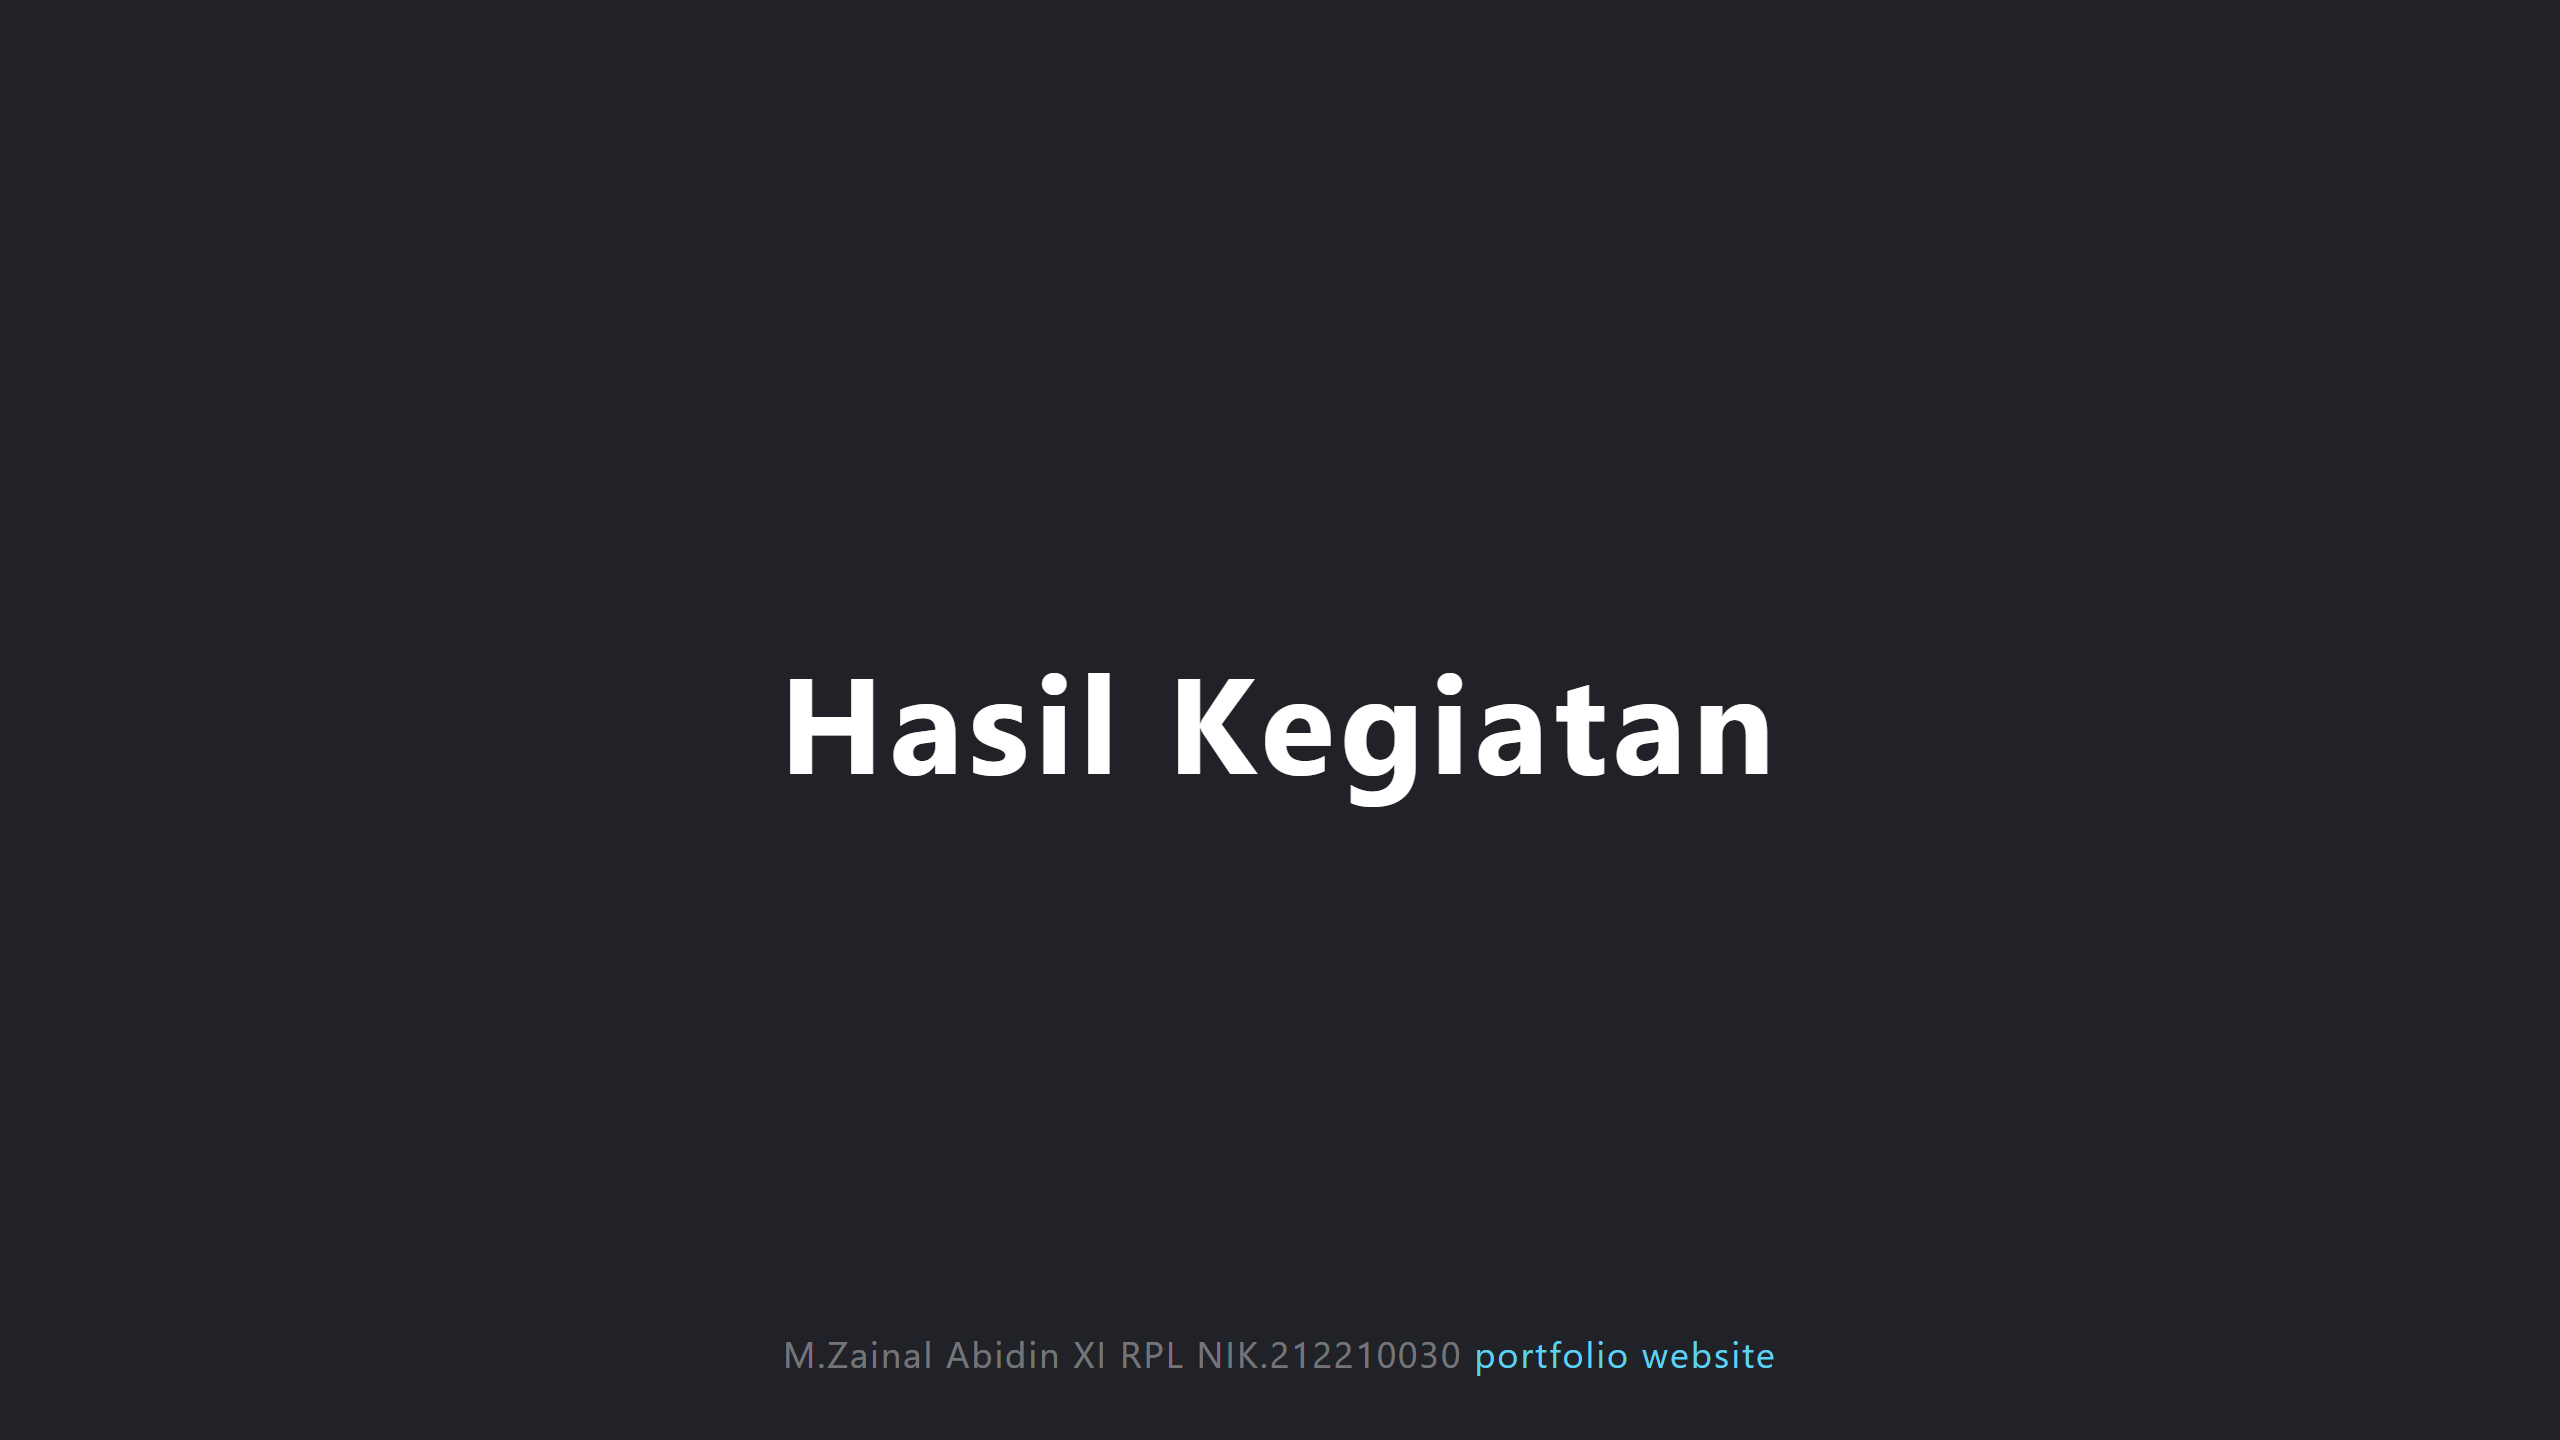 Hasil Kegiatan
M.Zainal Abidin XI RPL NIK.212210030 portfolio website